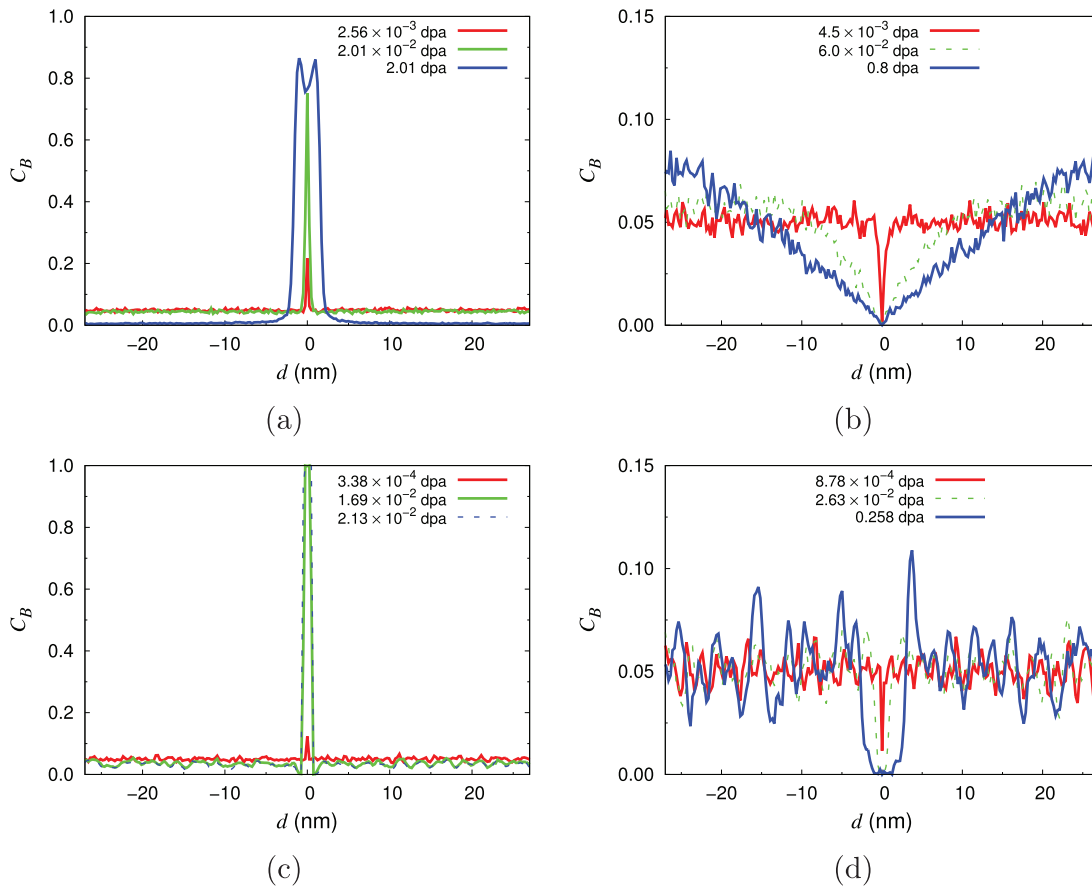 1.0
0.8
0.6
0.4
0.2
0.0
C_B
2.56 × 10⁻³ dpa
2.01 × 10⁻² dpa
2.01 dpa
−20 −10 0 10 20
d (nm)
(a)
0.15
0.10
0.05
0.00
C_B
4.5 × 10⁻³ dpa
6.0 × 10⁻² dpa
0.8 dpa
−20 −10 0 10 20
d (nm)
(b)
1.0
0.8
0.6
0.4
0.2
0.0
C_B
3.38 × 10⁻⁴ dpa
1.69 × 10⁻² dpa
2.13 × 10⁻² dpa
−20 −10 0 10 20
d (nm)
(c)
0.15
0.10
0.05
0.00
C_B
8.78 × 10⁻⁴ dpa
2.63 × 10⁻² dpa
0.258 dpa
−20 −10 0 10 20
d (nm)
(d)